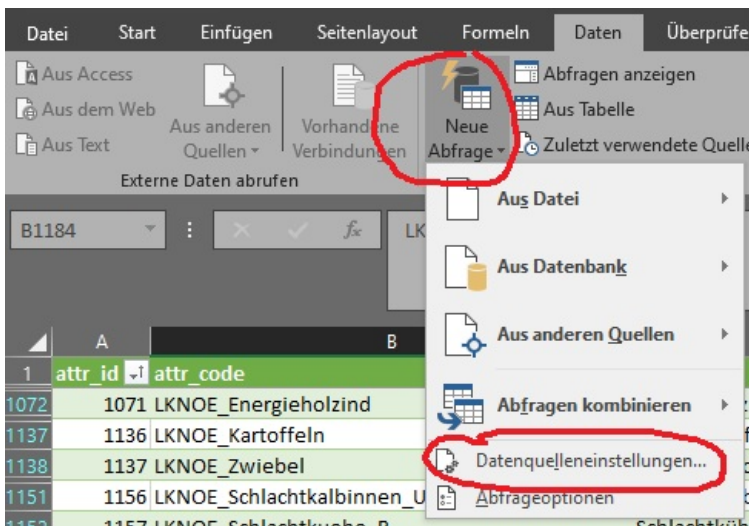 Datei Start Einfügen Seitenlayout Formeln Daten Überprüfe
Aus Access
Aus dem Web
Aus Text
Aus anderen
Quellen
Vorhandene
Verbindungen
Externe Daten abrufen
Neue
Abfrage
Abfragen anzeigen
Aus Tabelle
Zuletzt verwendete Quelle
Aus Datei
Aus Datenbank
Aus anderen Quellen
Abfragen kombinieren
Datenquelleneinstellungen...
Abfrageoptionen
B1184 fx LK
A B
1 attr_id attr_code
1072 1071 LKNOE_Energieholzind
1137 1136 LKNOE_Kartoffeln
1138 1137 LKNOE_Zwiebel
1151 1156 LKNOE_Schlachtkalbinnen_U